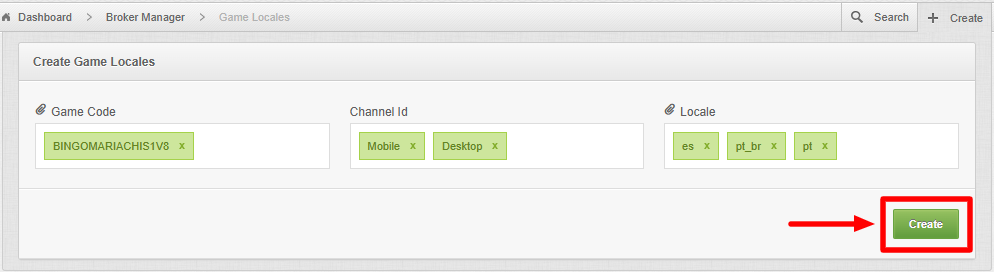 Dashboard > Broker Manager > Game Locales Search + Create
Create Game Locales
Game Code Channel Id Locale
BINGOMARIACHIS1V8 x Mobile x Desktop x es x pt_br x pt x
Create